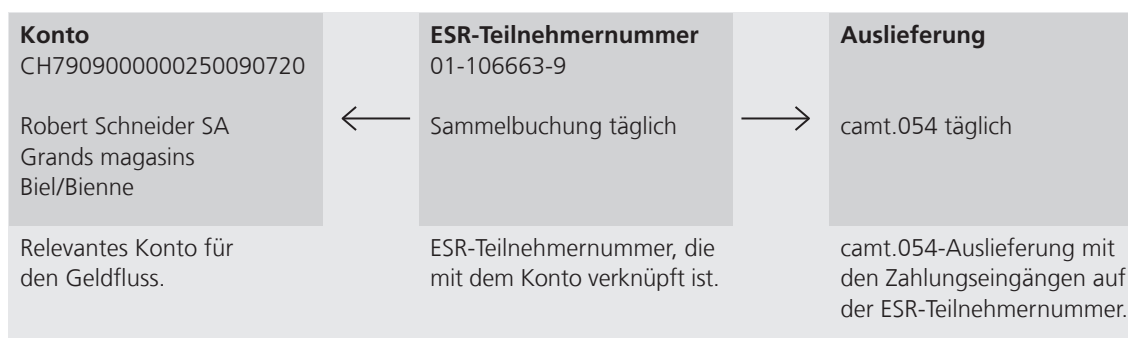 Konto
CH7909000000250090720
Robert Schneider SA
Grands magasins
Biel/Bienne
Relevantes Konto für
den Geldfluss.
ESR-Teilnehmernummer
01-106663-9
Sammelbuchung täglich
ESR-Teilnehmernummer, die
mit dem Konto verknüpft ist.
Auslieferung
camt.054 täglich
camt.054-Auslieferung mit
den Zahlungseingängen auf
der ESR-Teilnehmernummer.